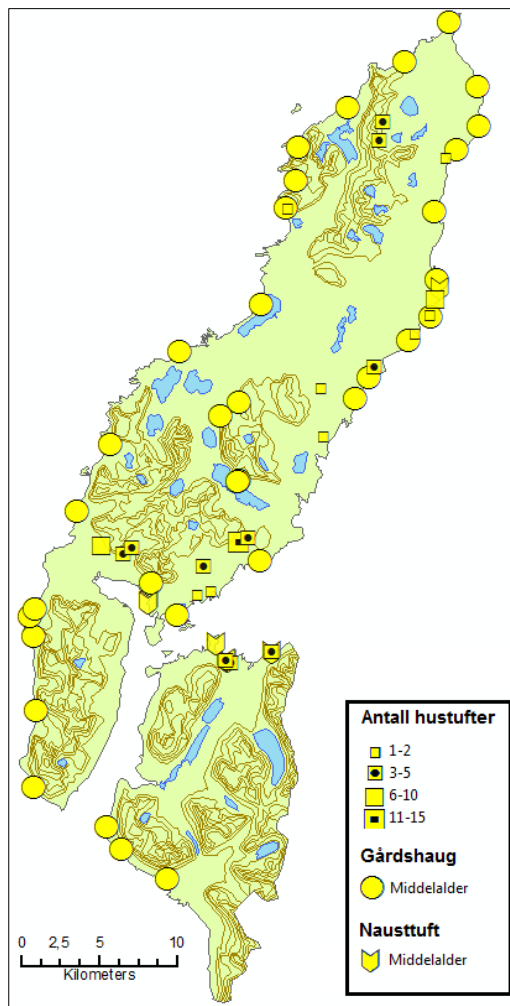 Antall hustufter
1-2
3-5
6-10
11-15
Gårdshaug
Middelalder
Nausttuft
Middelalder
0 2,5 5 10
Kilometers